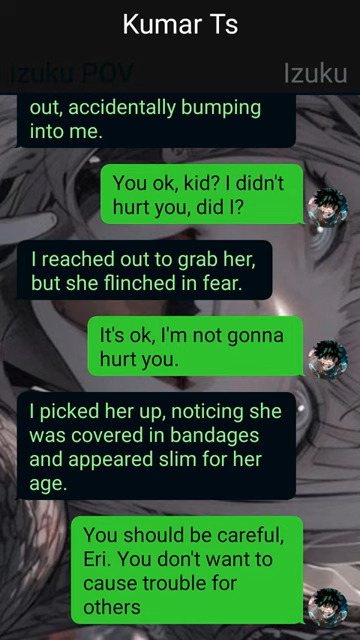 Kumar Ts
Izuku POV
Izuku
out, accidentally bumping
into me.
You ok, kid? I didn't
hurt you, did I?
I reached out to grab her,
but she flinched in fear.
It's ok, I'm not gonna
hurt you.
I picked her up, noticing she
was covered in bandages
and appeared slim for her
age.
You should be careful,
Eri. You don't want to
cause trouble for
others